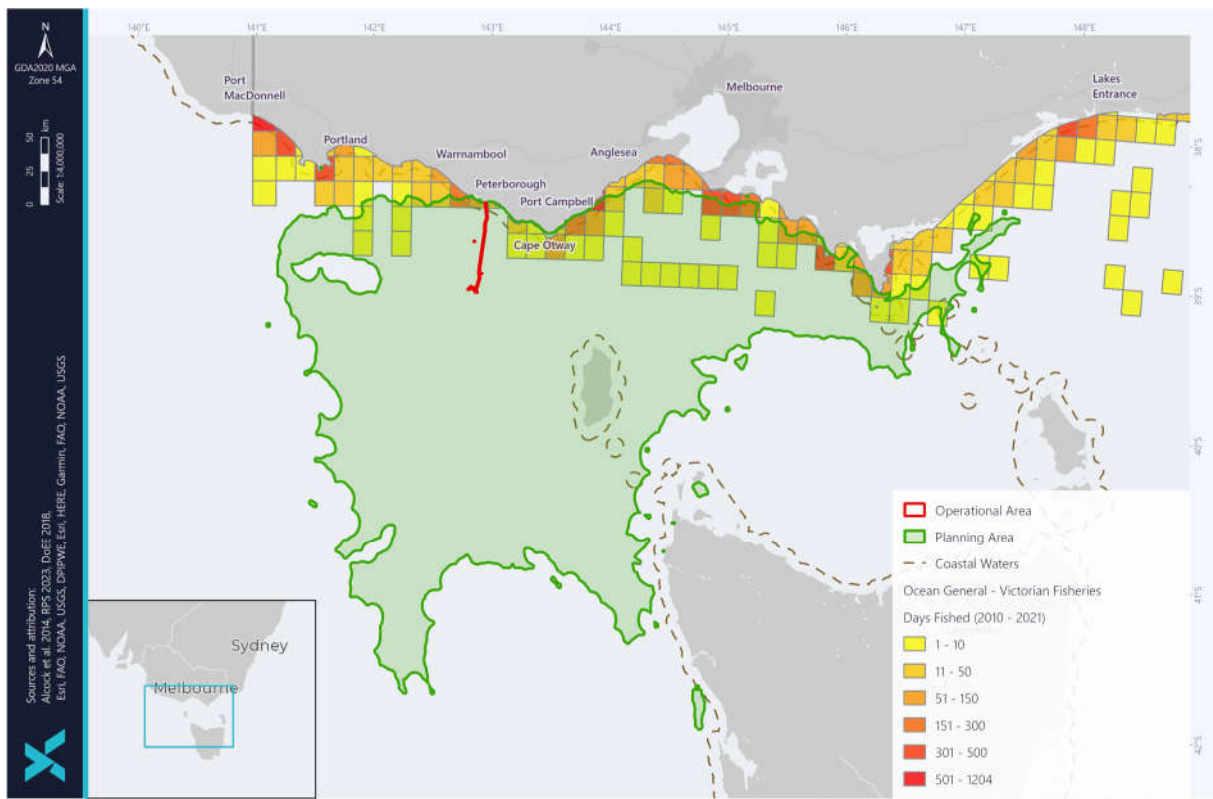 N
GDA2020 MGA
Zone 54
0 25 50
km
Scale: 1:4,000,000
Sources and attribution:
Alcock et al. 2014, RPS 2023, DoEE 2018,
Esri, FAO, NOAA, USGS, DPIPWE, Esri, HERE, Garmin, FAO, NOAA, USGS
140°E 141°E 142°E 143°E 144°E 145°E 146°E 147°E 148°E
38°S
39°S
40°S
41°S
42°S
Port
MacDonnell
Portland
Warrnambool
Peterborough
Port Campbell
Cape Otway
Anglesea
Melbourne
Lakes
Entrance
Operational Area
Planning Area
Coastal Waters
Ocean General - Victorian Fisheries
Days Fished (2010 - 2021)
1 - 10
11 - 50
51 - 150
151 - 300
301 - 500
501 - 1204
Sydney
Melbourne